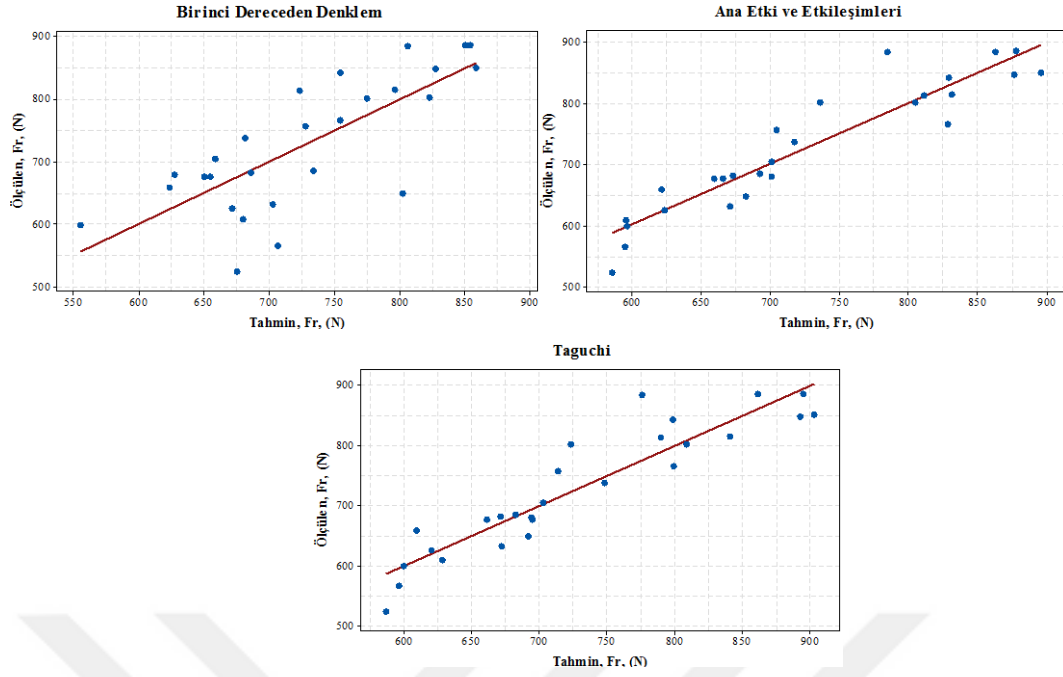 Birinci Dereceden Denklem
Ölçülen, Fr, (N)
900
800
700
600
500
550 600 650 700 750 800 850 900
Tahmin, Fr, (N)
Ana Etki ve Etkileşimleri
Ölçülen, Fr, (N)
900
800
700
600
500
600 650 700 750 800 850 900
Tahmin, Fr, (N)
Taguchi
Ölçülen, Fr, (N)
900
800
700
600
500
600 650 700 750 800 850 900
Tahmin, Fr, (N)